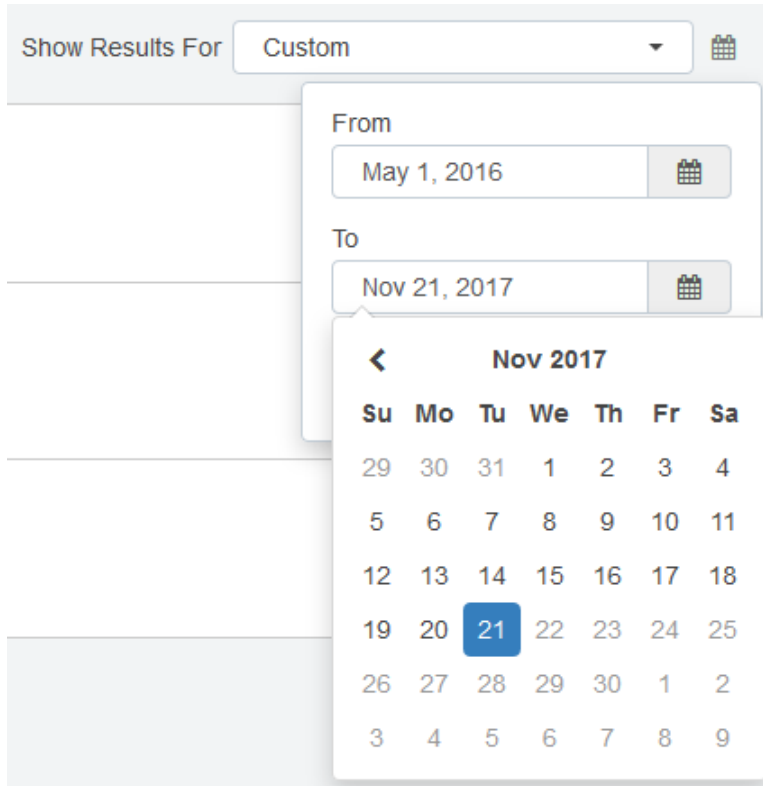 Show Results For Custom
From
May 1, 2016
To
Nov 21, 2017
Nov 2017
Su Mo Tu We Th Fr Sa
29 30 31 1 2 3 4
5 6 7 8 9 10 11
12 13 14 15 16 17 18
19 20 21 22 23 24 25
26 27 28 29 30 1 2
3 4 5 6 7 8 9